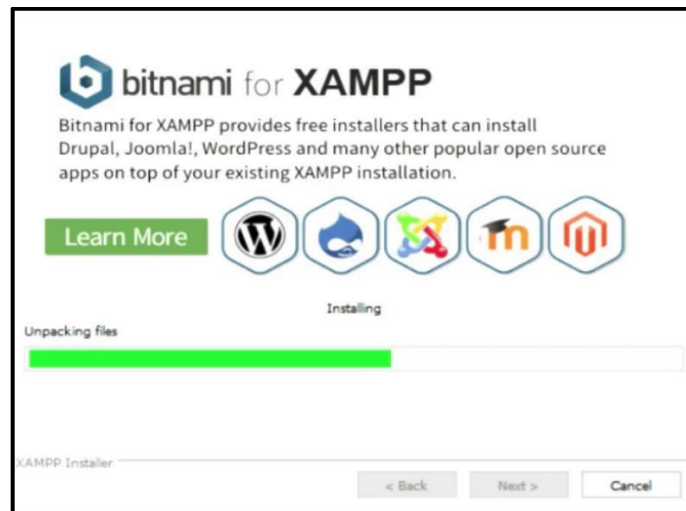 bitnami for XAMPP
Bitnami for XAMPP provides free installers that can install
Drupal, Joomla!, WordPress and many other popular open source
apps on top of your existing XAMPP installation.
Learn More
Installing
Unpacking files
XAMPP Installer
< Back Next > Cancel